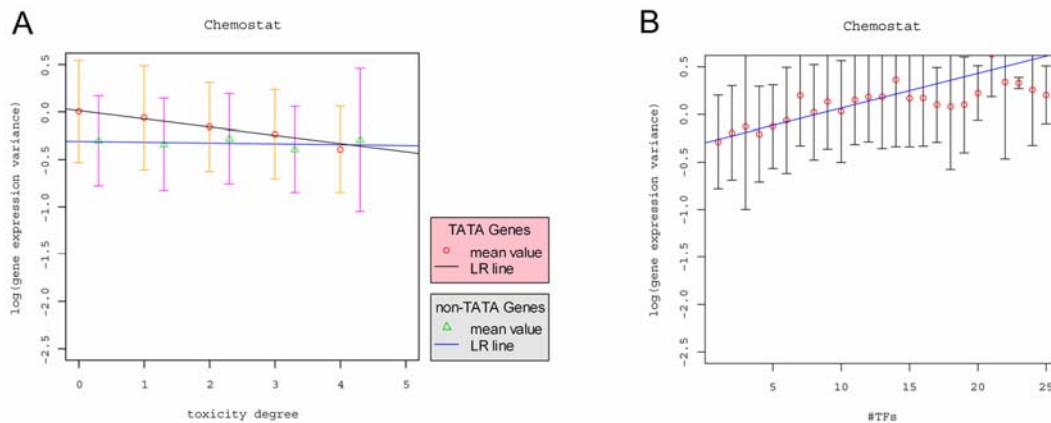 A
Chemostat
log(gene expression variance)
0.5
0.0
-0.5
-1.0
-1.5
-2.0
-2.5
0 1 2 3 4 5
toxicity degree
TATA Genes
mean value
LR line
non-TATA Genes
mean value
LR line
B
Chemostat
log(gene expression variance)
0.5
0.0
-0.5
-1.0
-1.5
-2.0
-2.5
5 10 15 20 25
#TFs